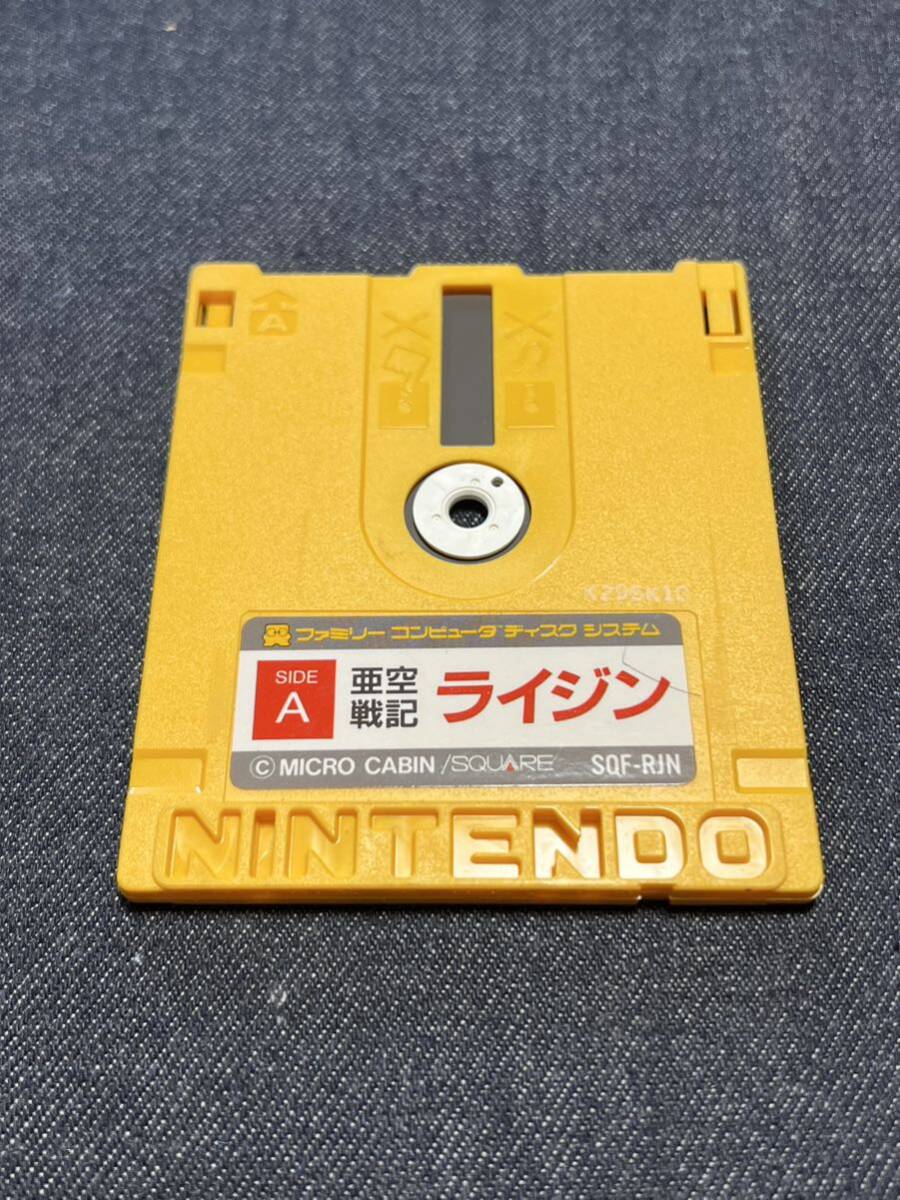 A
K29SK10
ファミリー コンピュータ ディスク システム
SIDE A
亜空戦記 ライジン
© MICRO CABIN /SQUARE SQF-RJN
NINTENDO